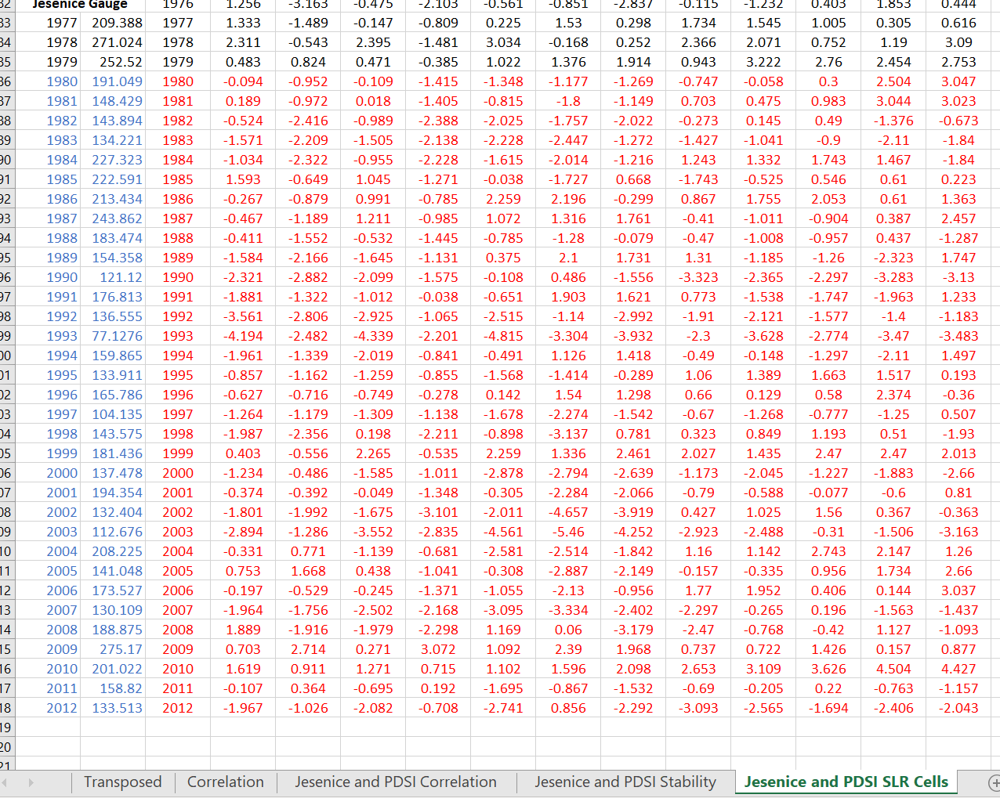 32 Jesenice Gauge 1976 1.256 -3.163 -0.475 -2.103 -0.561 -0.851 -2.837 -0.115 -1.232 0.403 1.853 0.444
33 1977 209.388 1977 1.333 -1.489 -0.147 -0.809 0.225 1.53 0.298 1.734 1.545 1.005 0.305 0.616
34 1978 271.024 1978 2.311 -0.543 2.395 -1.481 3.034 -0.168 0.252 2.366 2.071 0.752 1.19 3.09
35 1979 252.52 1979 0.483 0.824 0.471 -0.385 1.022 1.376 1.914 0.943 3.222 2.76 2.454 2.753
36 1980 191.049 1980 -0.094 -0.952 -0.109 -1.415 -1.348 -1.177 -1.269 -0.747 -0.058 0.3 2.504 3.047
37 1981 148.429 1981 0.189 -0.972 0.018 -1.405 -0.815 -1.8 -1.149 0.703 0.475 0.983 3.044 3.023
38 1982 143.894 1982 -0.524 -2.416 -0.989 -2.388 -2.025 -1.757 -2.022 -0.273 0.145 0.49 -1.376 -0.673
39 1983 134.221 1983 -1.571 -2.209 -1.505 -2.138 -2.228 -2.447 -1.272 -1.427 -1.041 -0.9 -2.11 -1.84
90 1984 227.323 1984 -1.034 -2.322 -0.955 -2.228 -1.615 -2.014 -1.216 1.243 1.332 1.743 1.467 -1.84
91 1985 222.591 1985 1.593 -0.649 1.045 -1.271 -0.038 -1.727 0.668 -1.743 -0.525 0.546 0.61 0.223
92 1986 213.434 1986 -0.267 -0.879 0.991 -0.785 2.259 2.196 -0.299 0.867 1.755 2.053 0.61 1.363
93 1987 243.862 1987 -0.467 -1.189 1.211 -0.985 1.072 1.316 1.761 -0.41 -1.011 -0.904 0.387 2.457
94 1988 183.474 1988 -0.411 -1.552 -0.532 -1.445 -0.785 -1.28 -0.079 -0.47 -1.008 -0.957 0.437 -1.287
95 1989 154.358 1989 -1.584 -2.166 -1.645 -1.131 0.375 2.1 1.731 1.31 -1.185 -1.26 -2.323 1.747
96 1990 121.12 1990 -2.321 -2.882 -2.099 -1.575 -0.108 0.486 -1.556 -3.323 -2.365 -2.297 -3.283 -3.13
97 1991 176.813 1991 -1.881 -1.322 -1.012 -0.038 -0.651 1.903 1.621 0.773 -1.538 -1.747 -1.963 1.233
98 1992 136.555 1992 -3.561 -2.806 -2.925 -1.065 -2.515 -1.14 -2.992 -1.91 -2.121 -1.577 -1.4 -1.183
99 1993 77.1276 1993 -4.194 -2.482 -4.339 -2.201 -4.815 -3.304 -3.932 -2.3 -3.628 -2.774 -3.47 -3.483
00 1994 159.865 1994 -1.961 -1.339 -2.019 -0.841 -0.491 1.126 1.418 -0.49 -0.148 -1.297 -2.11 1.497
01 1995 133.911 1995 -0.857 -1.162 -1.259 -0.855 -1.568 -1.414 -0.289 1.06 1.389 1.663 1.517 0.193
02 1996 165.786 1996 -0.627 -0.716 -0.749 -0.278 0.142 1.54 1.298 0.66 0.129 0.58 2.374 -0.36
03 1997 104.135 1997 -1.264 -1.179 -1.309 -1.138 -1.678 -2.274 -1.542 -0.67 -1.268 -0.777 -1.25 0.507
04 1998 143.575 1998 -1.987 -2.356 0.198 -2.211 -0.898 -3.137 0.781 0.323 0.849 1.193 0.51 -1.93
05 1999 181.436 1999 0.403 -0.556 2.265 -0.535 2.259 1.336 2.461 2.027 1.435 2.47 2.47 2.013
06 2000 137.478 2000 -1.234 -0.486 -1.585 -1.011 -2.878 -2.794 -2.639 -1.173 -2.045 -1.227 -1.883 -2.66
07 2001 194.354 2001 -0.374 -0.392 -0.049 -1.348 -0.305 -2.284 -2.066 -0.79 -0.588 -0.077 -0.6 0.81
08 2002 132.404 2002 -1.801 -1.992 -1.675 -3.101 -2.011 -4.657 -3.919 0.427 1.025 1.56 0.367 -0.363
09 2003 112.676 2003 -2.894 -1.286 -3.552 -2.835 -4.561 -5.46 -4.252 -2.923 -2.488 -0.31 -1.506 -3.163
10 2004 208.225 2004 -0.331 0.771 -1.139 -0.681 -2.581 -2.514 -1.842 1.16 1.142 2.743 2.147 1.26
11 2005 141.048 2005 0.753 1.668 0.438 -1.041 -0.308 -2.887 -2.149 -0.157 -0.335 0.956 1.734 2.66
12 2006 173.527 2006 -0.197 -0.529 -0.245 -1.371 -1.055 -2.13 -0.956 1.77 1.952 0.406 0.144 3.037
13 2007 130.109 2007 -1.964 -1.756 -2.502 -2.168 -3.095 -3.334 -2.402 -2.297 -0.265 0.196 -1.563 -1.437
14 2008 188.875 2008 1.889 -1.916 -1.979 -2.298 1.169 0.06 -3.179 -2.47 -0.768 -0.42 1.127 -1.093
15 2009 275.17 2009 0.703 2.714 0.271 3.072 1.092 2.39 1.968 0.737 0.722 1.426 0.157 0.877
16 2010 201.022 2010 1.619 0.911 1.271 0.715 1.102 1.596 2.098 2.653 3.109 3.626 4.504 4.427
17 2011 158.82 2011 -0.107 0.364 -0.695 0.192 -1.695 -0.867 -1.532 -0.69 -0.205 0.22 -0.763 -1.157
18 2012 133.513 2012 -1.967 -1.026 -2.082 -0.708 -2.741 0.856 -2.292 -3.093 -2.565 -1.694 -2.406 -2.043
19
20
21
Transposed Correlation Jesenice and PDSI Correlation Jesenice and PDSI Stability Jesenice and PDSI SLR Cells